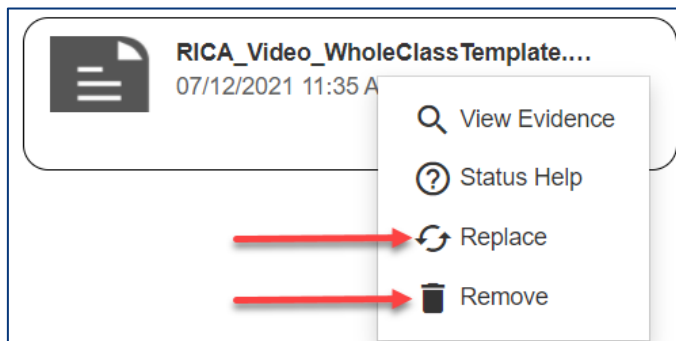 RICA_Video_WholeClassTemplate....
07/12/2021 11:35 A
View Evidence
Status Help
Replace
Remove